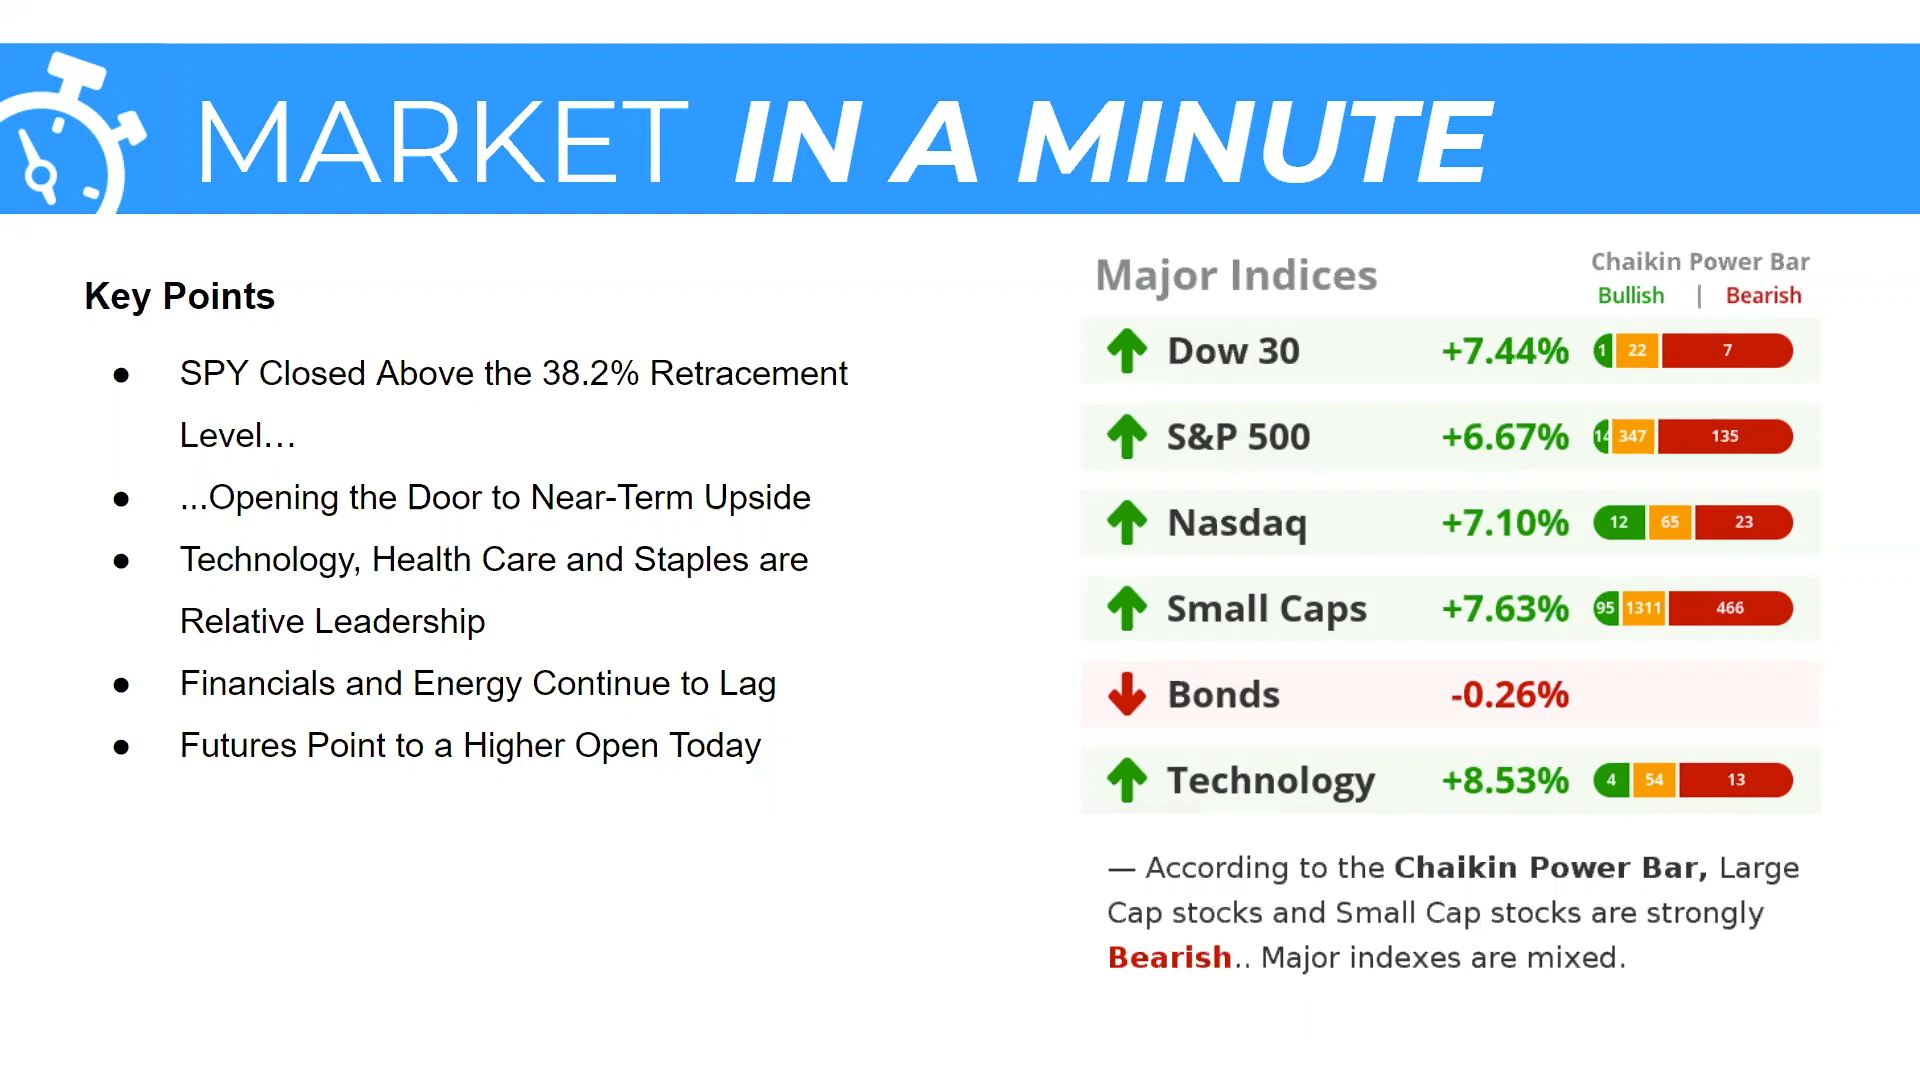 MARKET IN A MINUTE
Key Points
● SPY Closed Above the 38.2% Retracement
Level…
● ...Opening the Door to Near-Term Upside
● Technology, Health Care and Staples are
Relative Leadership
● Financials and Energy Continue to Lag
● Futures Point to a Higher Open Today
Major Indices
Chaikin Power Bar
Bullish | Bearish
Dow 30 +7.44% 1 22 7
S&P 500 +6.67% 14 347 135
Nasdaq +7.10% 12 65 23
Small Caps +7.63% 95 1311 466
Bonds -0.26%
Technology +8.53% 4 54 13
— According to the Chaikin Power Bar, Large
Cap stocks and Small Cap stocks are strongly
Bearish.. Major indexes are mixed.